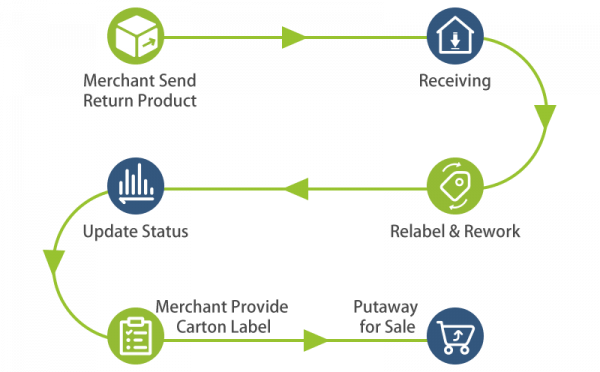 Merchant Send
Return Product
Receiving
Relabel & Rework
Update Status
Merchant Provide
Carton Label
Putaway
for Sale